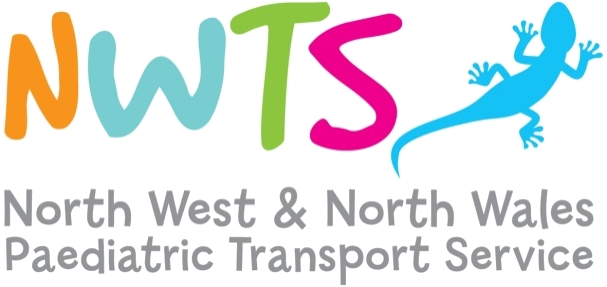 NWTS
North West & North Wales
Paediatric Transport Service